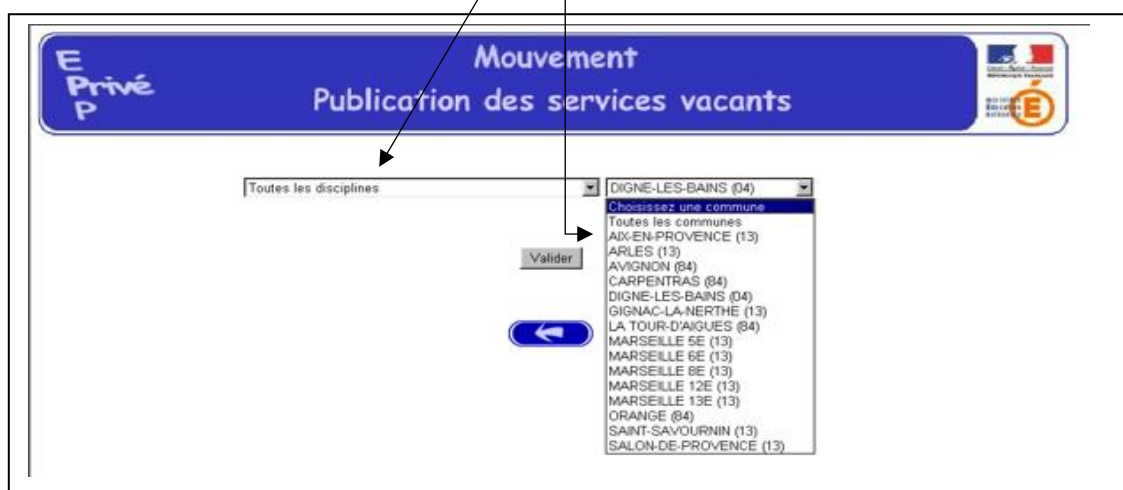 E
Privé
P
Mouvement
Publication des services vacants
É
Toutes les disciplines
DIGNE-LES-BAINS (04)
Choisissez une commune
Toutes les communes
AIX-EN-PROVENCE (13)
ARLES (13)
AVIGNON (84)
CARPENTRAS (84)
DIGNE-LES-BAINS (04)
GIGNAC-LA-NERTHE (13)
LA TOUR-D'AIGUES (84)
MARSEILLE 5E (13)
MARSEILLE 6E (13)
MARSEILLE 8E (13)
MARSEILLE 12E (13)
MARSEILLE 13E (13)
ORANGE (84)
SAINT-SAVOURNIN (13)
SALON-DE-PROVENCE (13)
Valider